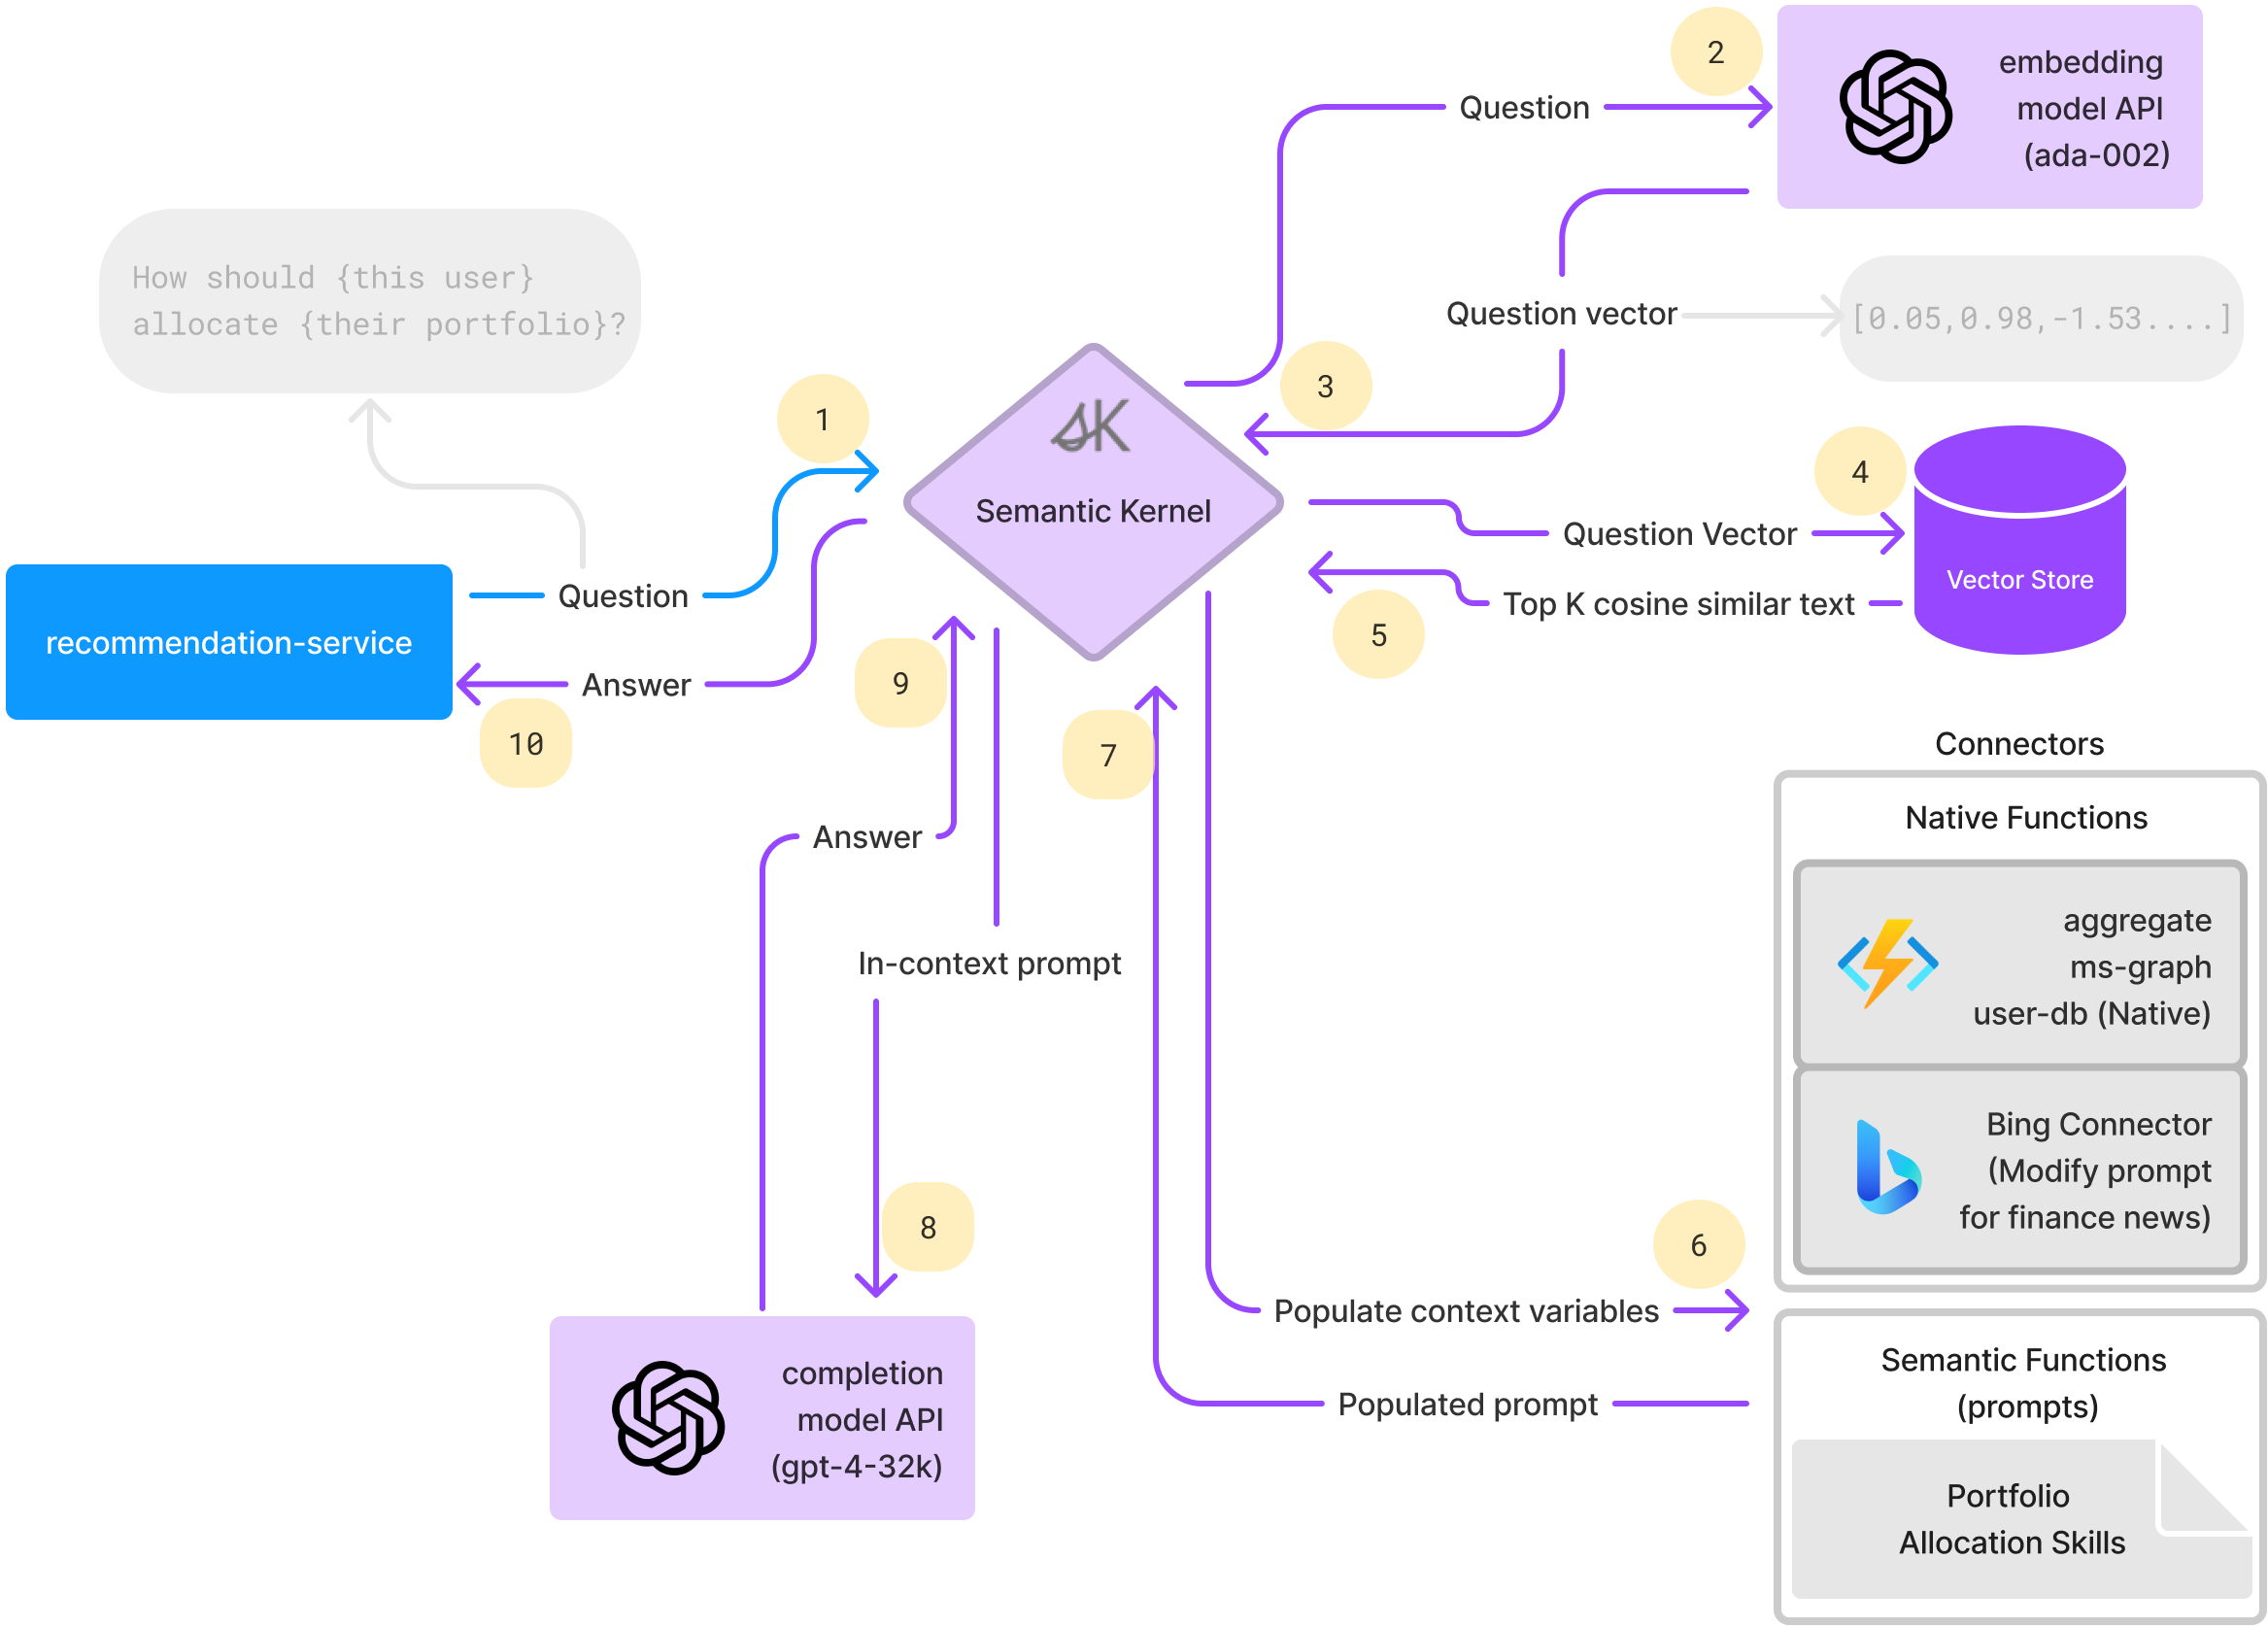 2
Question
embedding
model API
(ada-002)
How should {this user}
allocate {their portfolio}?
Question vector
[0.05,0.98,-1.53....]
3
1
sK
Semantic Kernel
4
Question Vector
Vector Store
Top K cosine similar text
5
Question
recommendation-service
Answer
10
9
7
Connectors
Native Functions
aggregate
ms-graph
user-db (Native)
Bing Connector
(Modify prompt
for finance news)
Answer
In-context prompt
8
6
Populate context variables
Populated prompt
completion
model API
(gpt-4-32k)
Semantic Functions
(prompts)
Portfolio
Allocation Skills